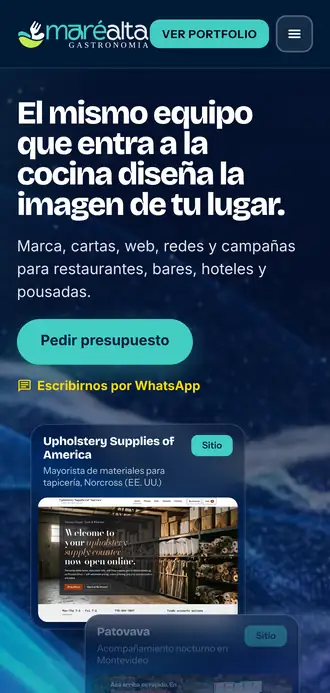 maréalta
GASTRONOMIA
VER PORTFOLIO
El mismo equipo
que entra a la
cocina diseña la
imagen de tu lugar.
Marca, cartas, web, redes y campañas
para restaurantes, bares, hoteles y
pousadas.
Pedir presupuesto
Escribirnos por WhatsApp
Upholstery Supplies of
America
Sitio
Mayorista de materiales para
tapicería, Norcross (EE. UU.)
Welcome to
your upholstery
supply counter
now open online.
Patovava
Sitio
Acompañamiento nocturno en
Montevideo